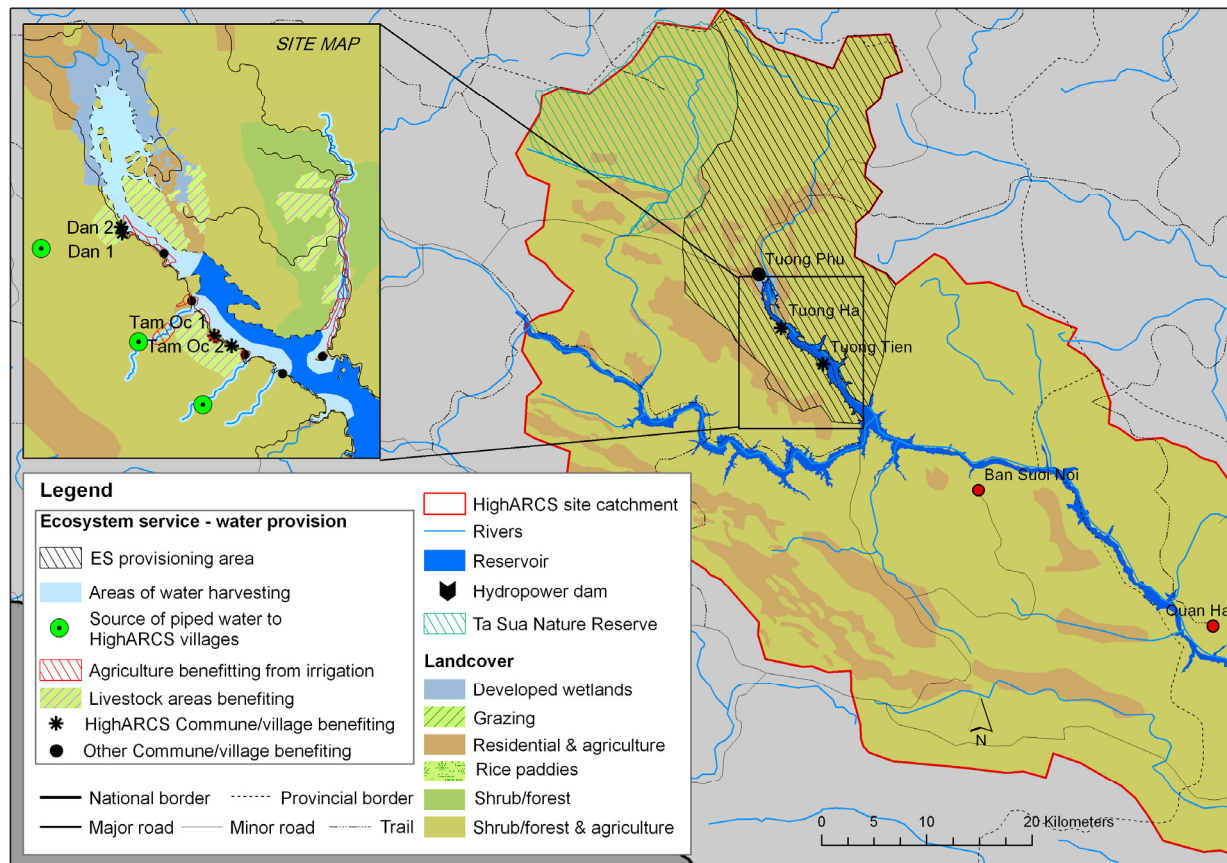 SITE MAP
Dan 2
Dan 1
Tam Oc 1
Tam Oc 2
Tuong Phu
Tuong Ha
Tuong Tien
Ban Suoi Noi
Quan Ha
N
0 5 10 20 Kilometers
Legend
Ecosystem service - water provision
ES provisioning area
Areas of water harvesting
Source of piped water to
HighARCS villages
Agriculture benefitting from irrigation
Livestock areas benefiting
HighARCS Commune/village benefiting
Other Commune/village benefiting
National border
Provincial border
Major road
Minor road
Trail
HighARCS site catchment
Rivers
Reservoir
Hydropower dam
Ta Sua Nature Reserve
Landcover
Developed wetlands
Grazing
Residential & agriculture
Rice paddies
Shrub/forest
Shrub/forest & agriculture